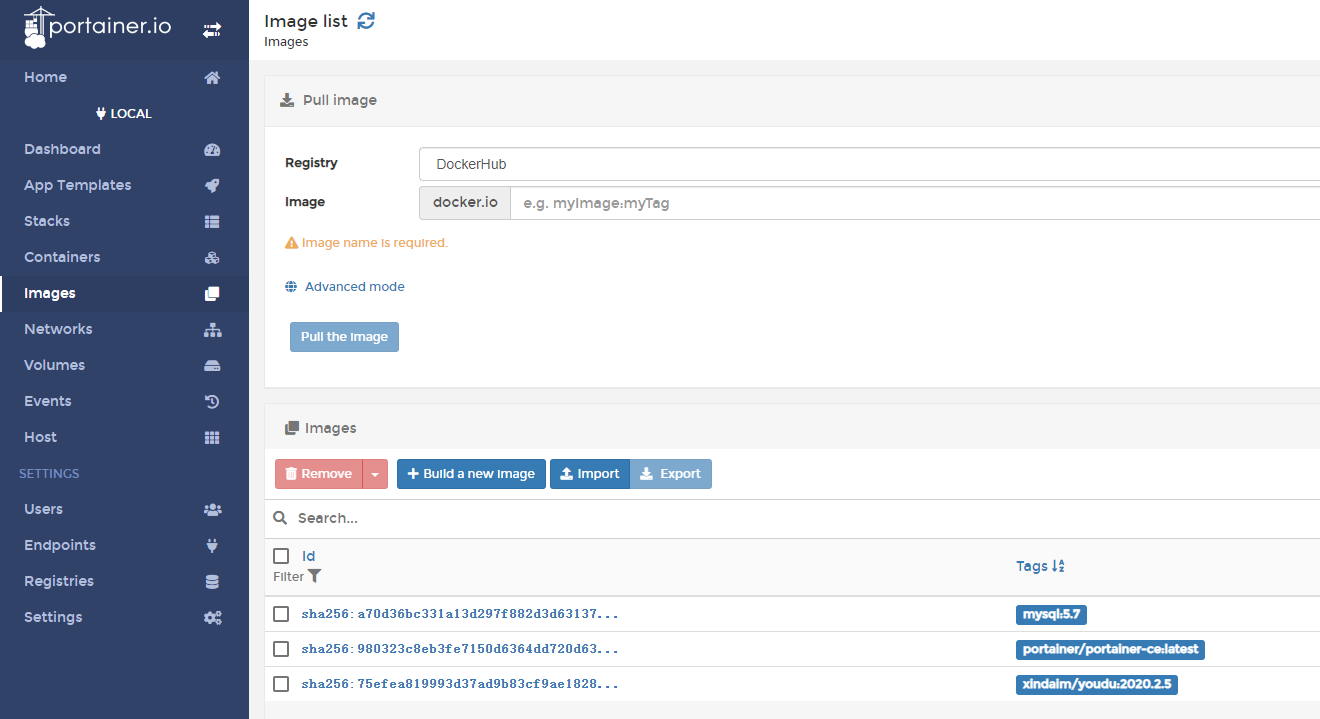 portainer.io
Home
LOCAL
Dashboard
App Templates
Stacks
Containers
Images
Networks
Volumes
Events
Host
SETTINGS
Users
Endpoints
Registries
Settings
Image list
Images
Pull image
Registry
DockerHub
Image
docker.io
e.g. myImage:myTag
Image name is required.
Advanced mode
Pull the image
Images
Remove
Build a new image
Import
Export
Search...
Id
Filter
Tags
sha256:a70d36bc331a13d297f882d3d63137...
mysql:5.7
sha256:980323c8eb3fe7150d6364dd720d63...
portainer/portainer-ce:latest
sha256:75efea819993d37ad9b83cf9ae1828...
xindaim/youdu:2020.2.5